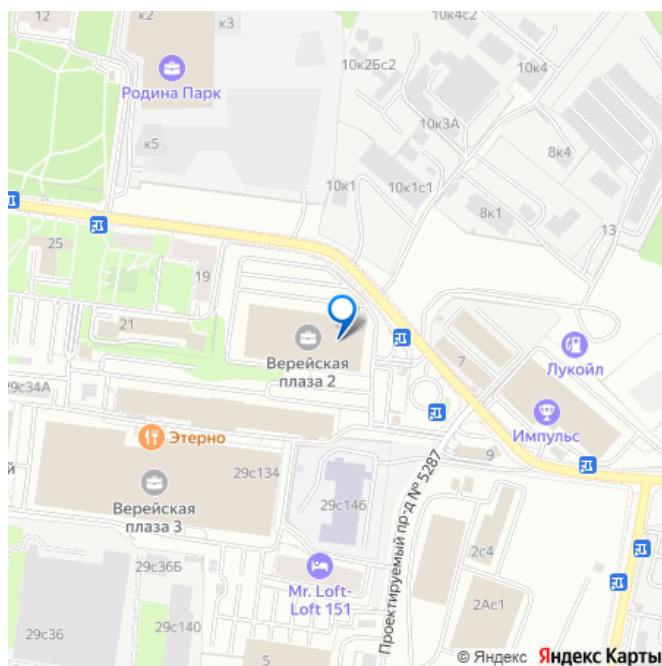 12
к2
к3
10к4с2
10к2Бс2
10к4
Родина Парк
10к3А
к5
8к4
10к1
10к1с1
8к1
13
25
19
21
Верейская
плаза 2
7
Лукойл
29с34А
Этерно
Импульс
9
29с134
Верейская
плаза 3
29с146
Проектируемый пр-д № 5287
2с4
29с36Б
Mr. Loft-
Loft 151
2Ас1
29с36
29с140
5
й
© Яндекс Яндекс Карты